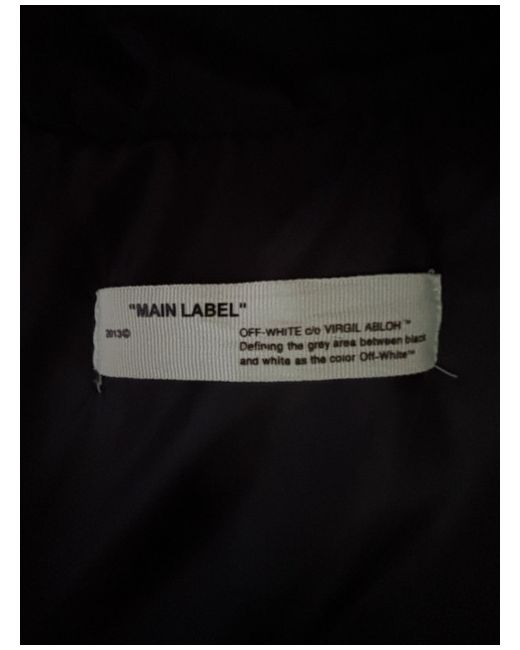 "MAIN LABEL"
2013©
OFF-WHITE c/o VIRGIL ABLOH™
Defining the grey area between black
and white as the color Off-White™